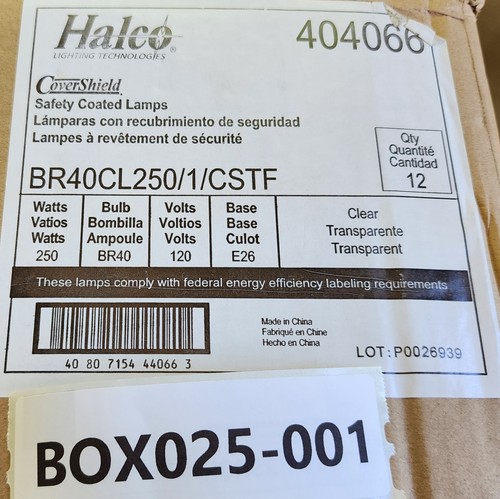 Halco® 404066
LIGHTING TECHNOLOGIES
CoverShield
Safety Coated Lamps
Lámparas con recubrimiento de seguridad
Lampes à revêtement de sécurité
Qty
Quantité
Cantidad
12
BR40CL250/1/CSTF
Watts
Vatios
Watts
250
Bulb
Bombilla
Ampoule
BR40
Volts
Voltios
Volts
120
Base
Base
Culot
E26
Clear
Transparente
Transparent
These lamps comply with federal energy efficiency labeling requirements
40 80 7154 44066 3
Made in China
Fabriqué en Chine
Hecho en China
LOT: P0026939
BOX025-001